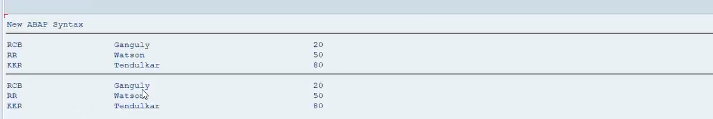 New ABAP Syntax
RCB Ganguly 20
RR Watson 50
KKR Tendulkar 80
RCB Ganguly 20
RR Watson 50
KKR Tendulkar 80